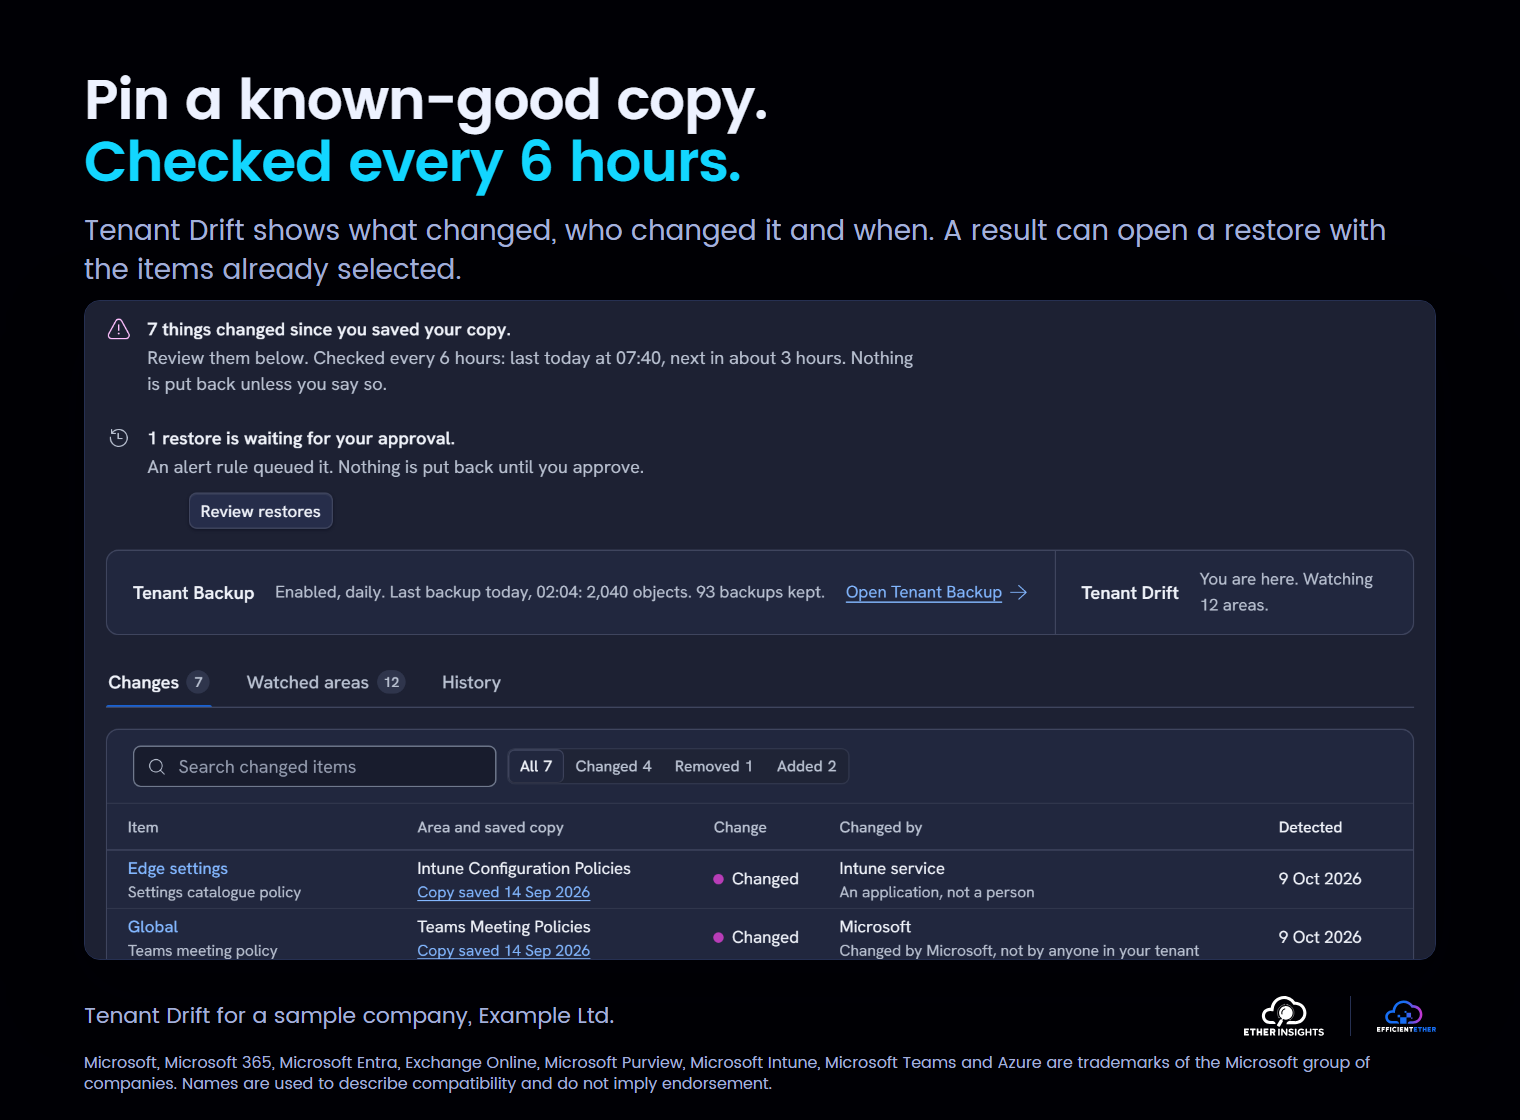 Pin a known-good copy.
Checked every 6 hours.
Tenant Drift shows what changed, who changed it and when. A result can open a restore with
the items already selected.
7 things changed since you saved your copy.
Review them below. Checked every 6 hours: last today at 07:40, next in about 3 hours. Nothing
is put back unless you say so.
1 restore is waiting for your approval.
An alert rule queued it. Nothing is put back until you approve.
Review restores
Tenant Backup Enabled, daily. Last backup today, 02:04: 2,040 objects. 93 backups kept. Open Tenant Backup →
Tenant Drift You are here. Watching
12 areas.
Changes 7 Watched areas 12 History
Search changed items All 7 Changed 4 Removed 1 Added 2
Item Area and saved copy Change Changed by Detected
Edge settings Intune Configuration Policies Changed Intune service 9 Oct 2026
Settings catalogue policy Copy saved 14 Sep 2026 An application, not a person
Global Teams Meeting Policies Changed Microsoft 9 Oct 2026
Teams meeting policy Copy saved 14 Sep 2026 Changed by Microsoft, not by anyone in your tenant
Tenant Drift for a sample company, Example Ltd.
ETHER INSIGHTS
EFFICIENTETHER
Microsoft, Microsoft 365, Microsoft Entra, Exchange Online, Microsoft Purview, Microsoft Intune, Microsoft Teams and Azure are trademarks of the Microsoft group of
companies. Names are used to describe compatibility and do not imply endorsement.